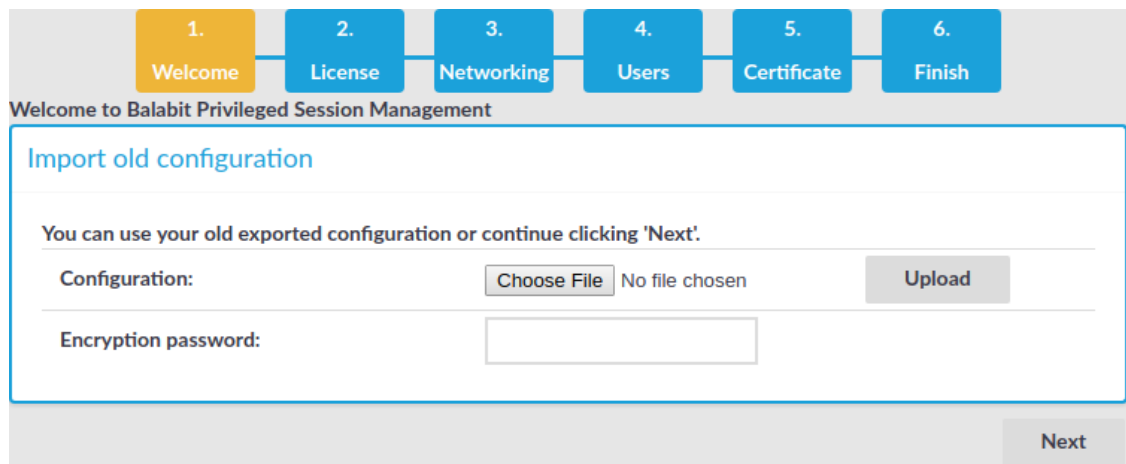 1. 2. 3. 4. 5. 6.
Welcome License Networking Users Certificate Finish
Welcome to Balabit Privileged Session Management
Import old configuration
You can use your old exported configuration or continue clicking 'Next'.
Configuration: Choose File No file chosen Upload
Encryption password:
Next